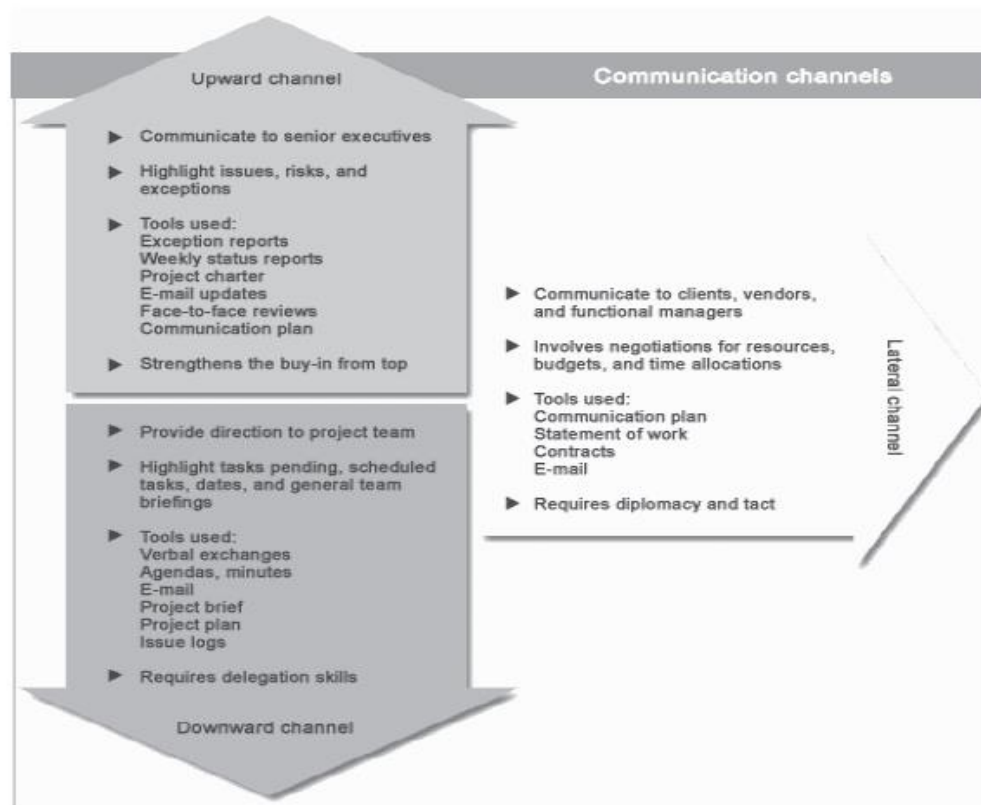 Upward channel
Communication channels
► Communicate to senior executives
► Highlight issues, risks, and
exceptions
► Tools used:
Exception reports
Weekly status reports
Project charter
E-mail updates
Face-to-face reviews
Communication plan
► Strengthens the buy-in from top
► Communicate to clients, vendors,
and functional managers
► Involves negotiations for resources,
budgets, and time allocations
► Tools used:
Communication plan
Statement of work
Contracts
E-mail
► Requires diplomacy and tact
Lateral channel
► Provide direction to project team
► Highlight tasks pending, scheduled
tasks, dates, and general team
briefings
► Tools used:
Verbal exchanges
Agendas, minutes
E-mail
Project brief
Project plan
Issue logs
► Requires delegation skills
Downward channel